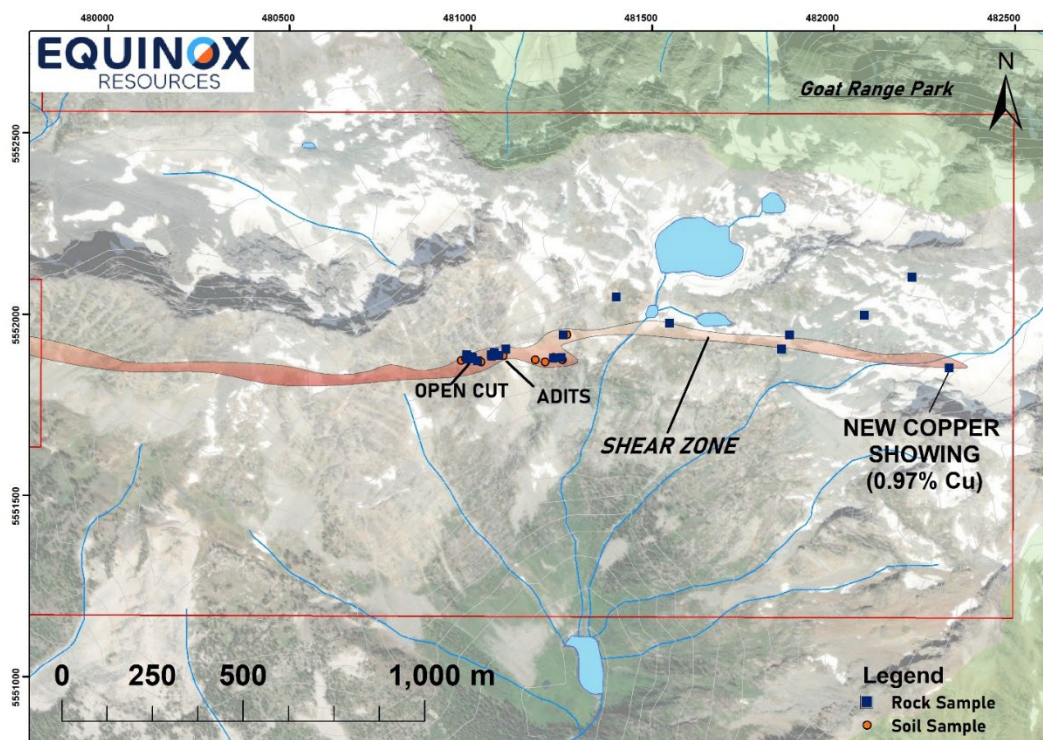 480000 480500 481000 481500 482000 482500
EQUINOX
RESOURCES
Goat Range Park
N
5552500
5552000
5551500
5551000
OPEN CUT
ADITS
SHEAR ZONE
NEW COPPER
SHOWING
(0.97% Cu)
0 250 500 1,000 m
Legend
Rock Sample
Soil Sample